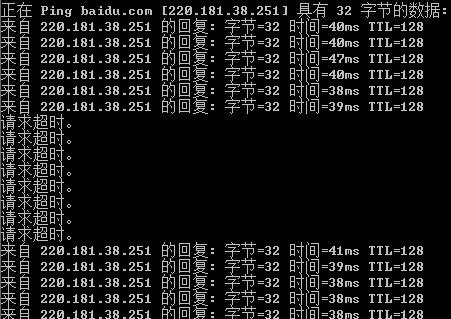 正在 Ping baidu.com [220.181.38.251] 具有 32 字节的数据:
来自 220.181.38.251 的回复: 字节=32 时间=40ms TTL=128
来自 220.181.38.251 的回复: 字节=32 时间=40ms TTL=128
来自 220.181.38.251 的回复: 字节=32 时间=47ms TTL=128
来自 220.181.38.251 的回复: 字节=32 时间=40ms TTL=128
来自 220.181.38.251 的回复: 字节=32 时间=38ms TTL=128
来自 220.181.38.251 的回复: 字节=32 时间=39ms TTL=128
请求超时。
请求超时。
请求超时。
请求超时。
请求超时。
请求超时。
请求超时。
请求超时。
来自 220.181.38.251 的回复: 字节=32 时间=41ms TTL=128
来自 220.181.38.251 的回复: 字节=32 时间=39ms TTL=128
来自 220.181.38.251 的回复: 字节=32 时间=38ms TTL=128
来自 220.181.38.251 的回复: 字节=32 时间=38ms TTL=128
来自 220.181.38.251 的回复: 字节=32 时间=38ms TTL=128